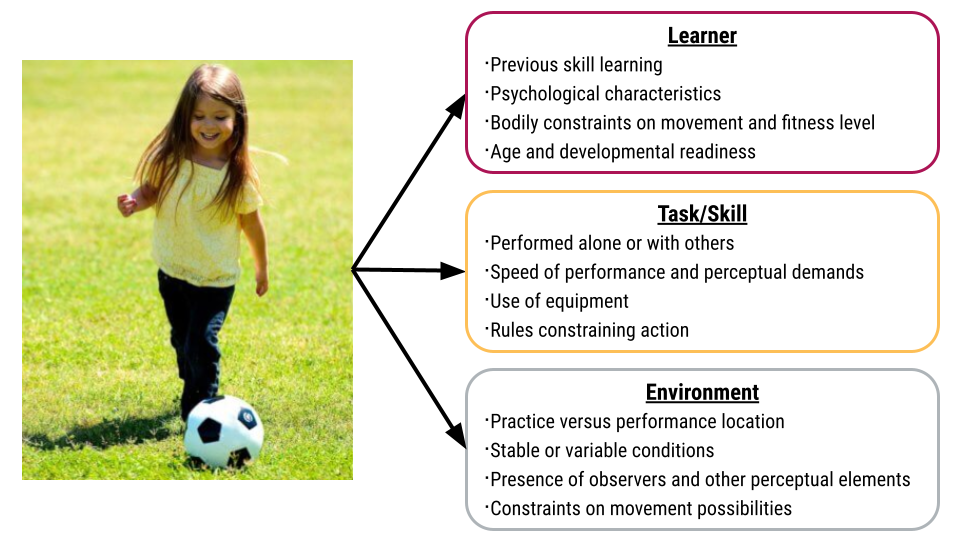 Learner
·Previous skill learning
·Psychological characteristics
·Bodily constraints on movement and fitness level
·Age and developmental readiness
Task/Skill
·Performed alone or with others
·Speed of performance and perceptual demands
·Use of equipment
·Rules constraining action
Environment
·Practice versus performance location
·Stable or variable conditions
·Presence of observers and other perceptual elements
·Constraints on movement possibilities